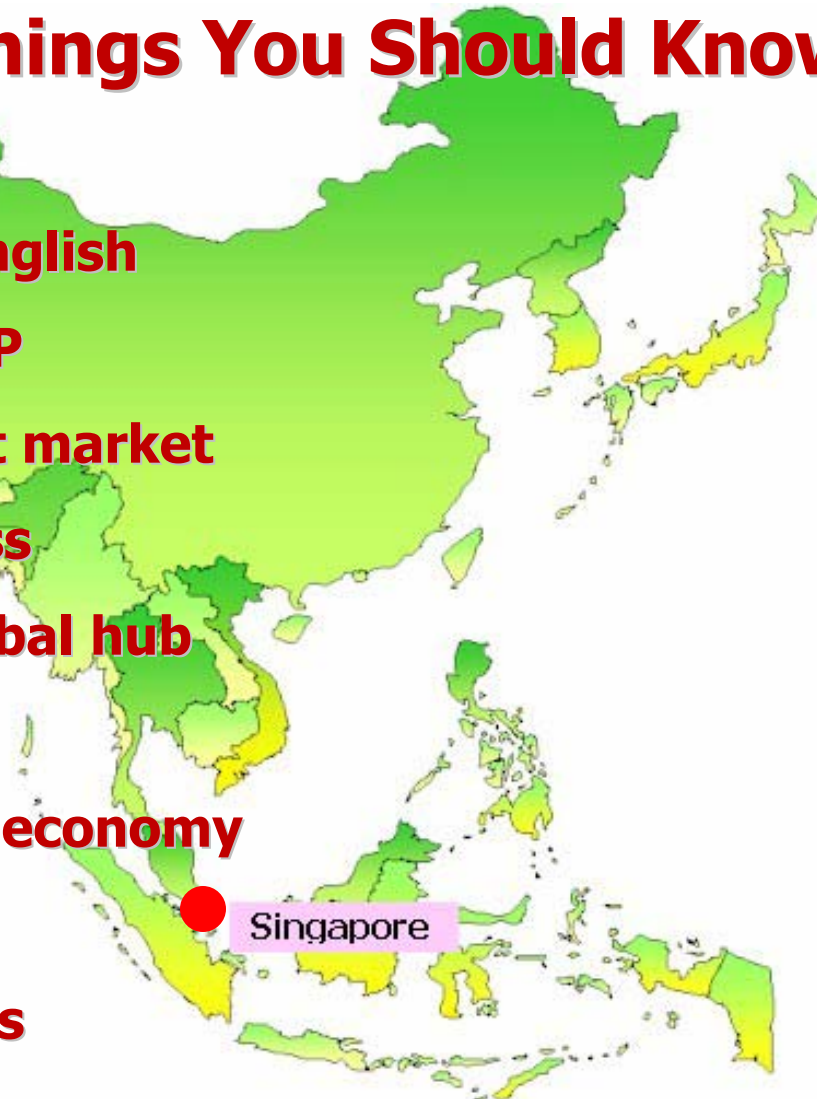 hings You Should Know
nglish
P
t market
ss
bal hub
economy
Singapore
s